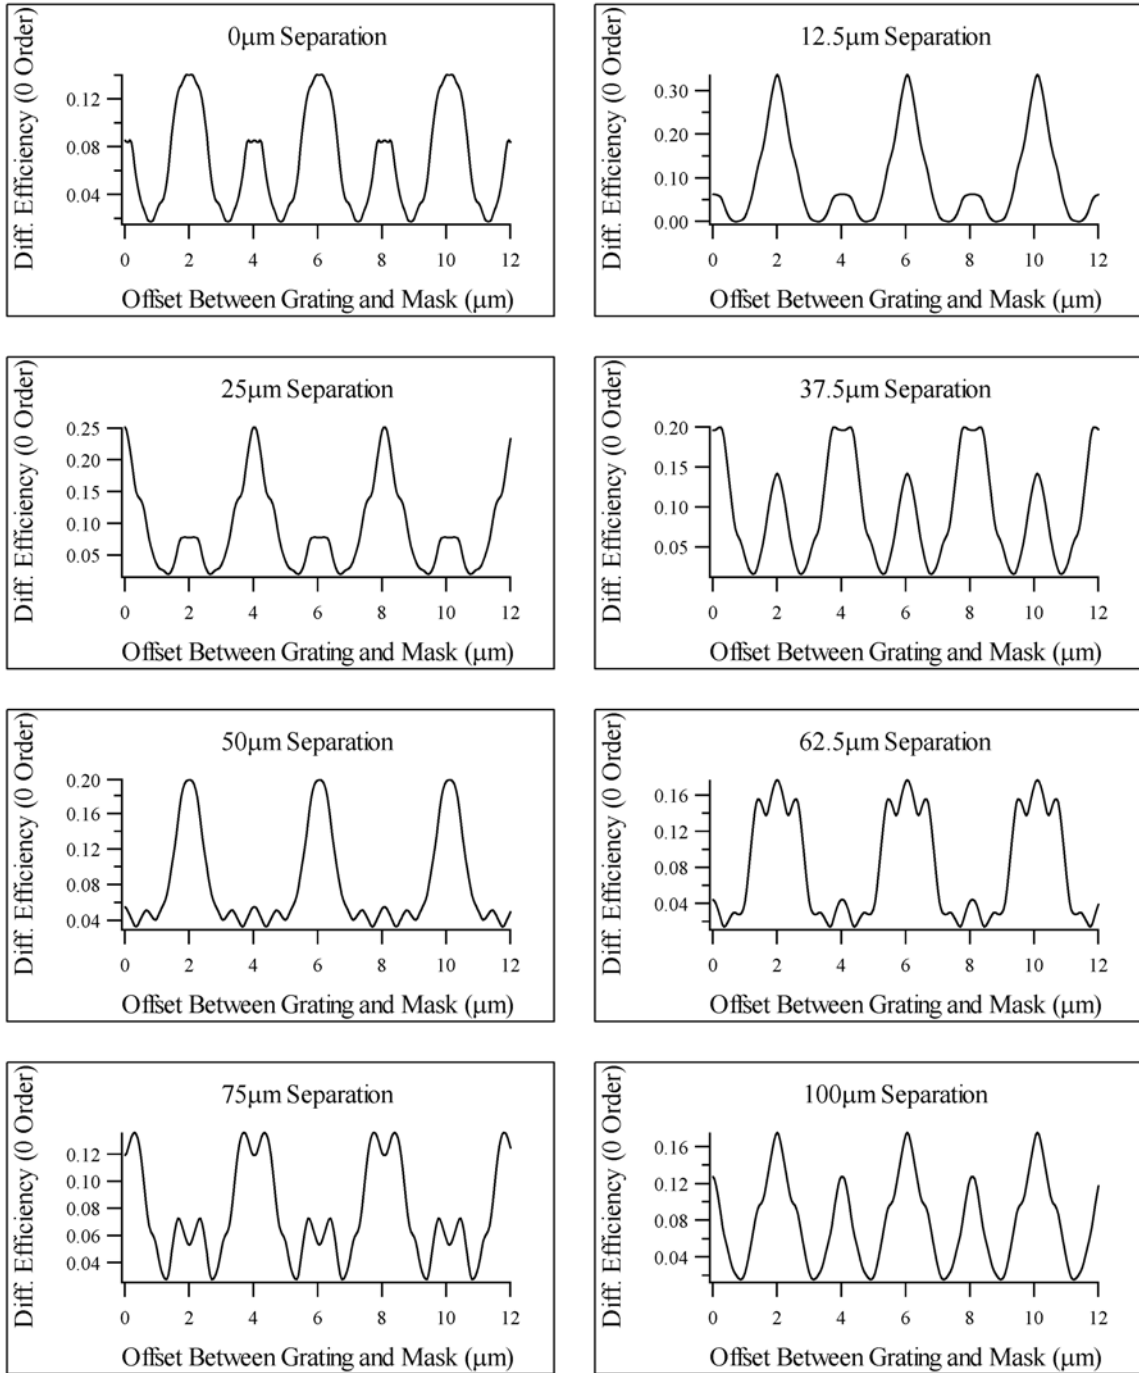 0μm Separation
Diff. Efficiency (0 Order)
0.12
0.08
0.04
0 2 4 6 8 10 12
Offset Between Grating and Mask (μm)
12.5μm Separation
Diff. Efficiency (0 Order)
0.30
0.20
0.10
0.00
0 2 4 6 8 10 12
Offset Between Grating and Mask (μm)
25μm Separation
Diff. Efficiency (0 Order)
0.25
0.20
0.15
0.10
0.05
0 2 4 6 8 10 12
Offset Between Grating and Mask (μm)
37.5μm Separation
Diff. Efficiency (0 Order)
0.20
0.15
0.10
0.05
0 2 4 6 8 10 12
Offset Between Grating and Mask (μm)
50μm Separation
Diff. Efficiency (0 Order)
0.20
0.16
0.12
0.08
0.04
0 2 4 6 8 10 12
Offset Between Grating and Mask (μm)
62.5μm Separation
Diff. Efficiency (0 Order)
0.16
0.12
0.08
0.04
0 2 4 6 8 10 12
Offset Between Grating and Mask (μm)
75μm Separation
Diff. Efficiency (0 Order)
0.12
0.10
0.08
0.06
0.04
0 2 4 6 8 10 12
Offset Between Grating and Mask (μm)
100μm Separation
Diff. Efficiency (0 Order)
0.16
0.12
0.08
0.04
0 2 4 6 8 10 12
Offset Between Grating and Mask (μm)